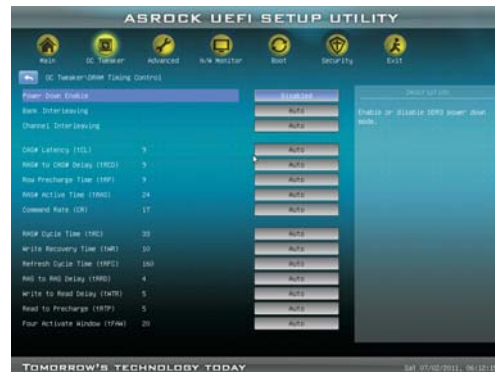 ASROCK UEFI SETUP UTILITY
Main OC Tweaker Advanced H/W Monitor Boot Security Exit
OC Tweaker\DRAM Timing Control
Power Down Enable Disabled
Bank Interleaving Auto
Channel Interleaving Auto
CAS# Latency (tCL) 9 Auto
RAS# to CAS# Delay (tRCD) 9 Auto
Row Precharge Time (tRP) 9 Auto
RAS# Active Time (tRAS) 24 Auto
Command Rate (CR) 1T Auto
RAS# Cycle Time (tRC) 33 Auto
Write Recovery Time (tWR) 10 Auto
Refresh Cycle Time (tRFC) 160 Auto
RAS to RAS Delay (tRRD) 4 Auto
Write to Read Delay (tWTR) 5 Auto
Read to Precharge (tRTP) 5 Auto
Four Activate Window (tFAW) 20 Auto
Description
Enable or disable DDR3 power down
mode.
TOMORROW'S TECHNOLOGY TODAY
Sat 07/02/2011,